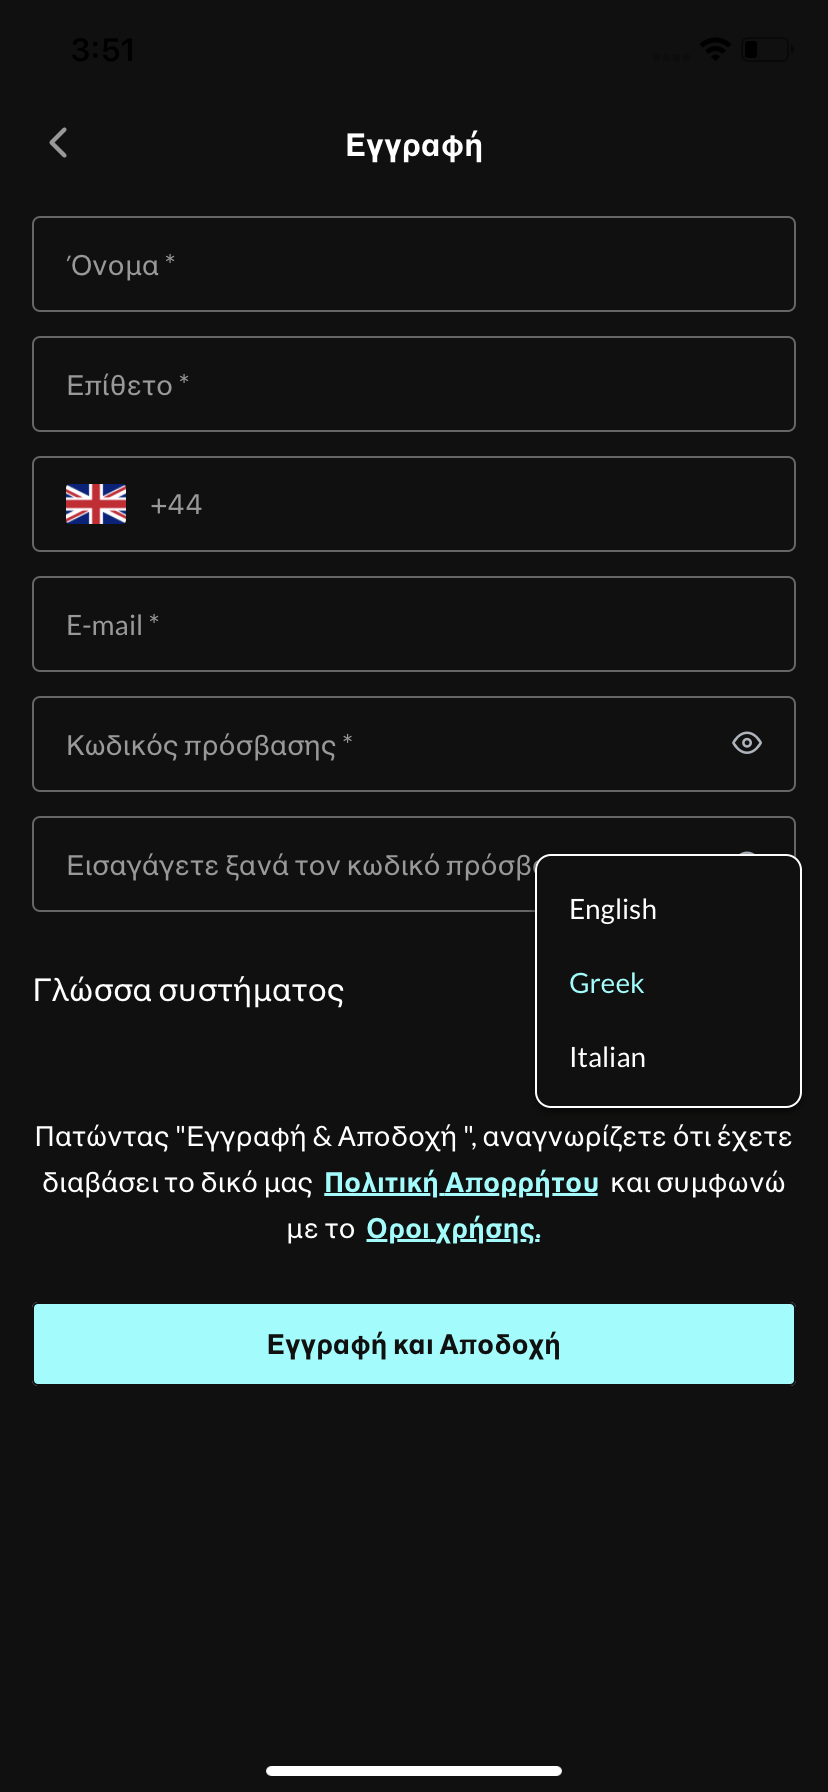 3:51
Εγγραφή
Όνομα *
Επίθετο *
+44
E-mail *
Κωδικός πρόσβασης *
Εισαγάγετε ξανά τον κωδικό
English
Γλώσσα συστήματος
Greek
Italian
Πατώντας "Εγγραφή & Αποδοχή ", αναγνωρίζετε ότι έχετε
διαβάσει το δικό μας Πολιτική Απορρήτου και συμφωνώ
με το Οροι χρήσης.
Εγγραφή και Αποδοχή